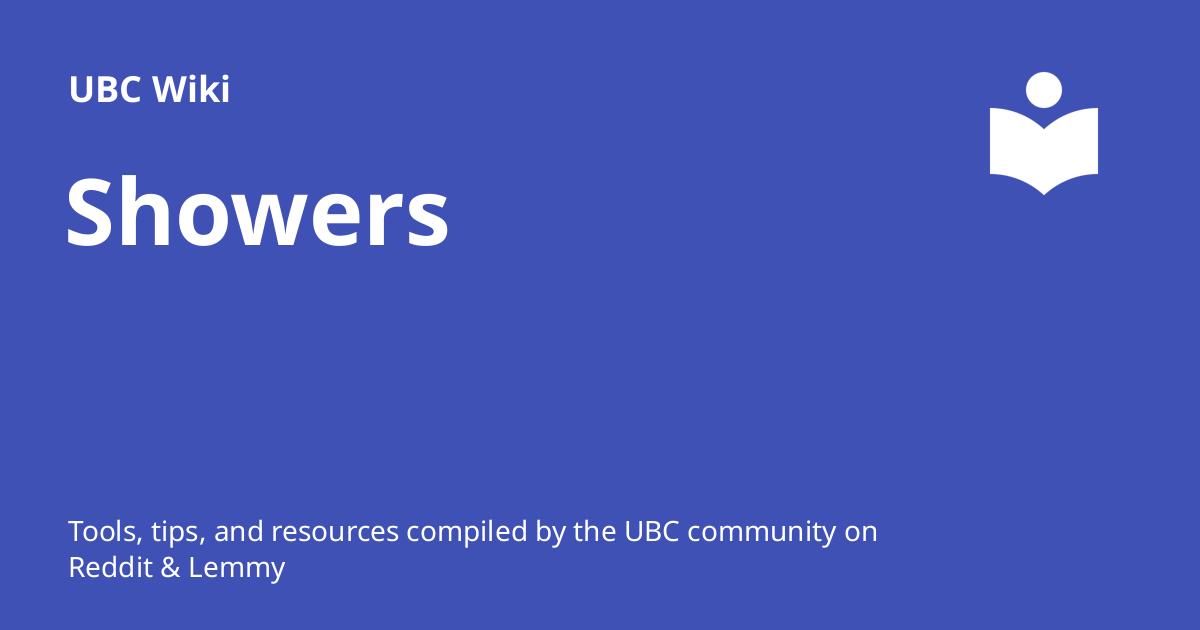 UBC Wiki
Showers
Tools, tips, and resources compiled by the UBC community on
Reddit & Lemmy